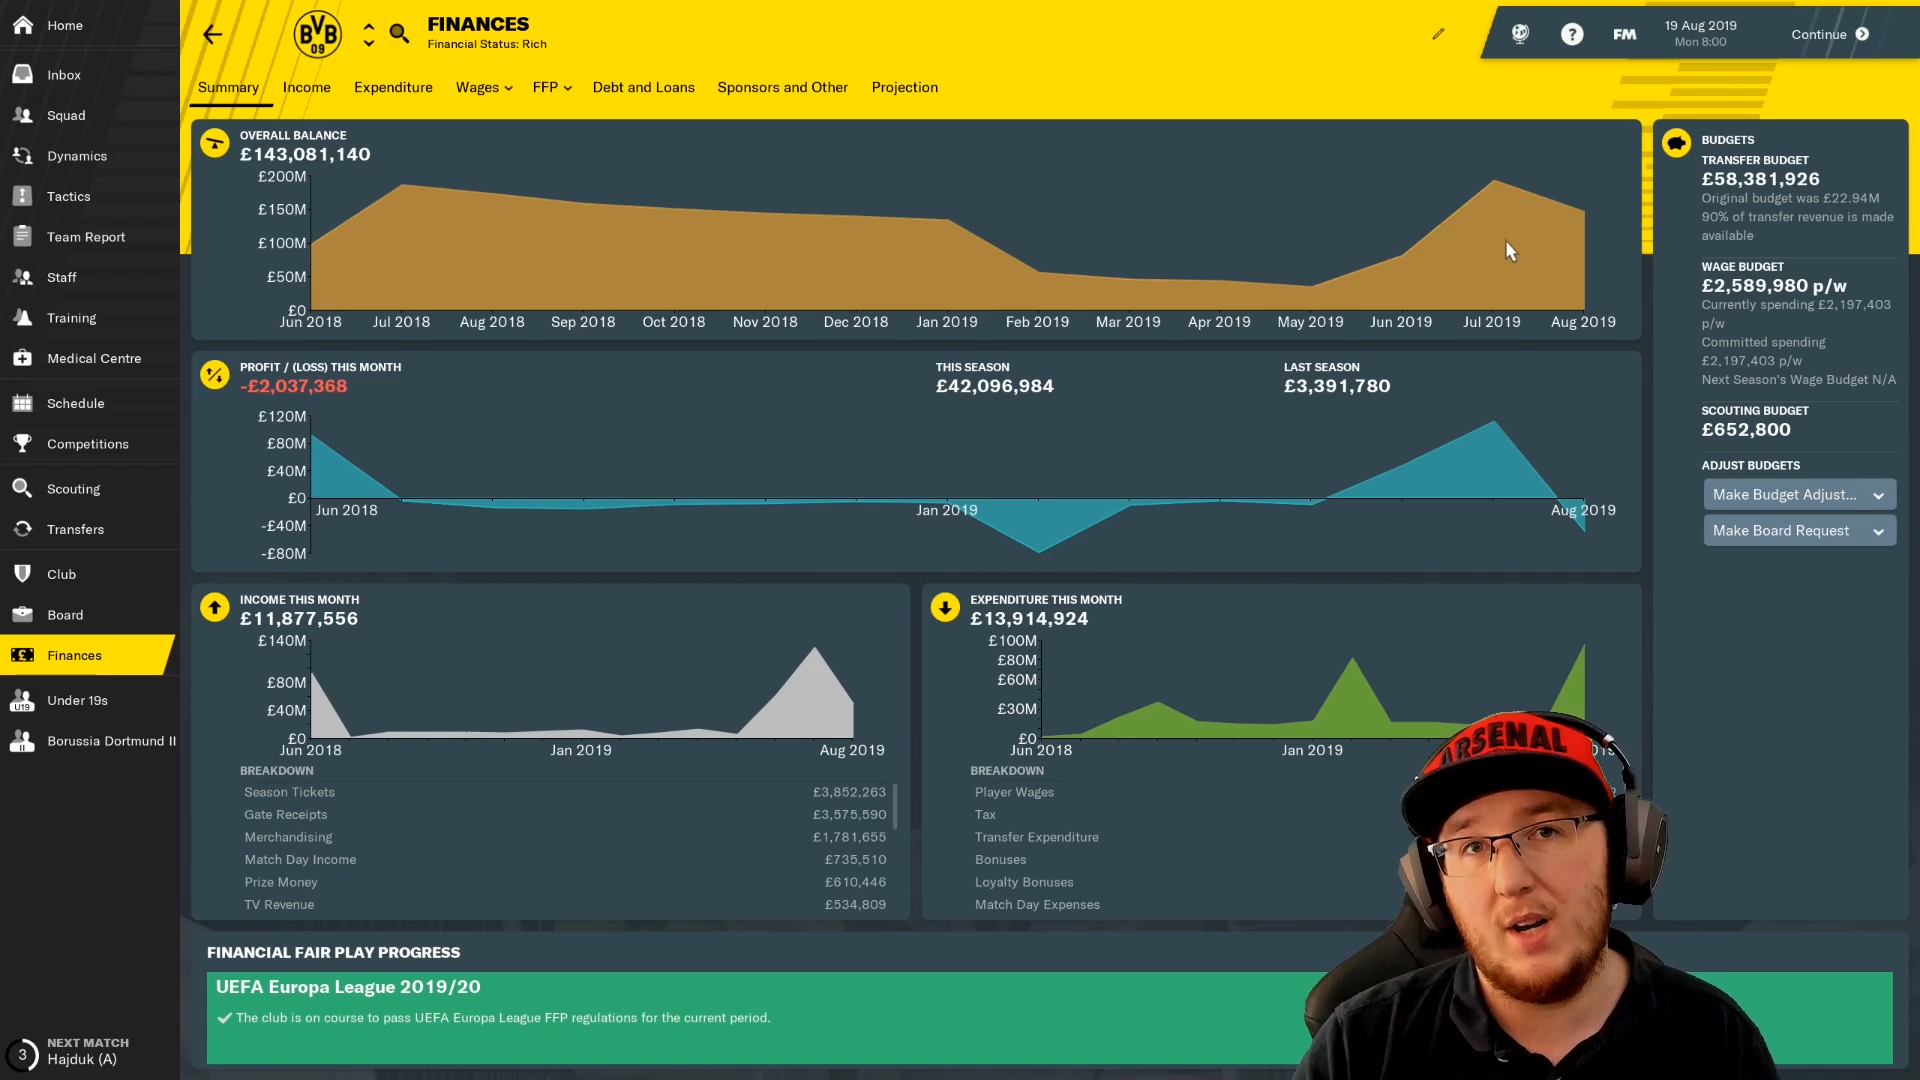 Home
Inbox
Squad
Dynamics
Tactics
Team Report
Staff
Training
Medical Centre
Schedule
Competitions
Scouting
Transfers
Club
Board
Finances
Under 19s
U19
Borussia Dortmund II
II
3
NEXT MATCH
Hajduk (A)
BVB
09
FINANCES
Financial Status: Rich
?
FM
19 Aug 2019
Mon 8:00
Continue
Summary
Income
Expenditure
Wages
FFP
Debt and Loans
Sponsors and Other
Projection
OVERALL BALANCE
£143,081,140
£200M
£150M
£100M
£50M
£0
Jun 2018 Jul 2018 Aug 2018 Sep 2018 Oct 2018 Nov 2018 Dec 2018 Jan 2019 Feb 2019 Mar 2019 Apr 2019 May 2019 Jun 2019 Jul 2019 Aug 2019
PROFIT / (LOSS) THIS MONTH
-£2,037,368
THIS SEASON
£42,096,984
LAST SEASON
£3,391,780
£120M
£80M
£40M
£0
-£40M
-£80M
Jun 2018 Jan 2019 Aug 2019
INCOME THIS MONTH
£11,877,556
£140M
£80M
£40M
£0
Jun 2018 Jan 2019 Aug 2019
BREAKDOWN
Season Tickets £3,852,263
Gate Receipts £3,575,590
Merchandising £1,781,655
Match Day Income £735,510
Prize Money £610,446
TV Revenue £534,809
EXPENDITURE THIS MONTH
£13,914,924
£100M
£80M
£60M
£30M
£0
Jun 2018 Jan 2019
BREAKDOWN
Player Wages
Tax
Transfer Expenditure
Bonuses
Loyalty Bonuses
Match Day Expenses
BUDGETS
TRANSFER BUDGET
£58,381,926
Original budget was £22.94M
90% of transfer revenue is made
available
WAGE BUDGET
£2,589,980 p/w
Currently spending £2,197,403
p/w
Committed spending
£2,197,403 p/w
Next Season's Wage Budget N/A
SCOUTING BUDGET
£652,800
ADJUST BUDGETS
Make Budget Adjust...
Make Board Request
FINANCIAL FAIR PLAY PROGRESS
UEFA Europa League 2019/20
The club is on course to pass UEFA Europa League FFP regulations for the current period.
ARSENAL